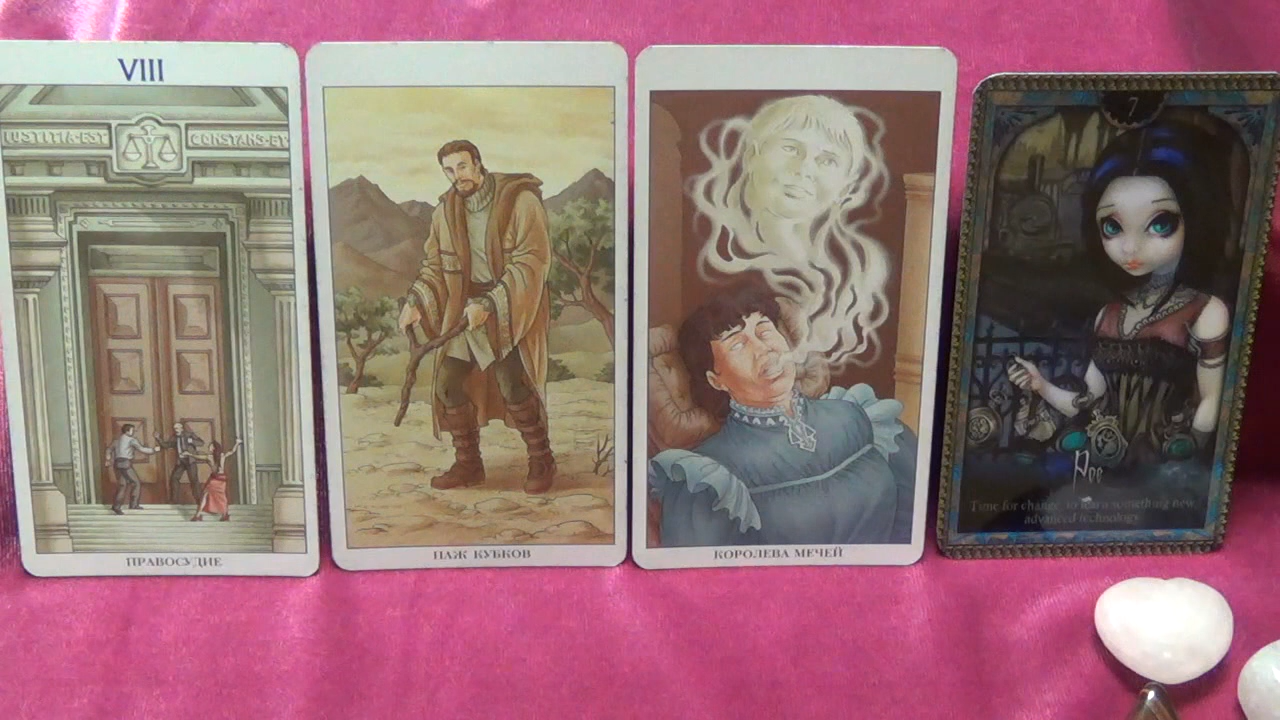 VIII
IUSTITIA·EST CONSTANS·ET
ПРАВОСУДИЕ
ПАЖ КУБКОВ
КОРОЛЕВА МЕЧЕЙ
7
Poe
Time for change, to learn something new,
advanced technology